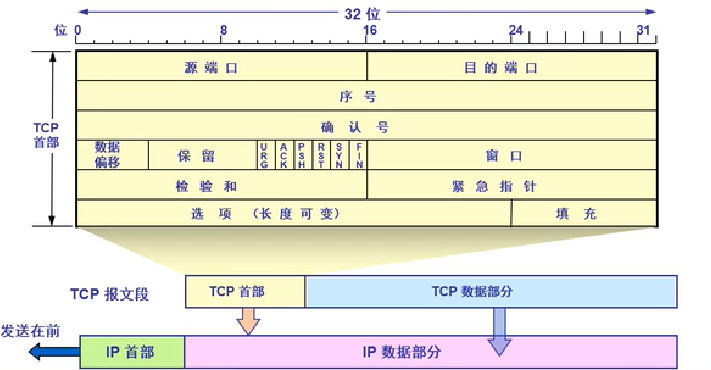 32 位
位 0 8 16 24 31
源 端 口 目 的 端 口
序 号
TCP
首部
确 认 号
数据
偏移
保 留
URG
ACK
PSH
RST
SYN
FIN
窗 口
检 验 和 紧 急 指 针
选 项 （长 度 可 变） 填 充
TCP 报文段
TCP 首部 TCP 数据部分
发送在前
IP 首部 IP 数据部分